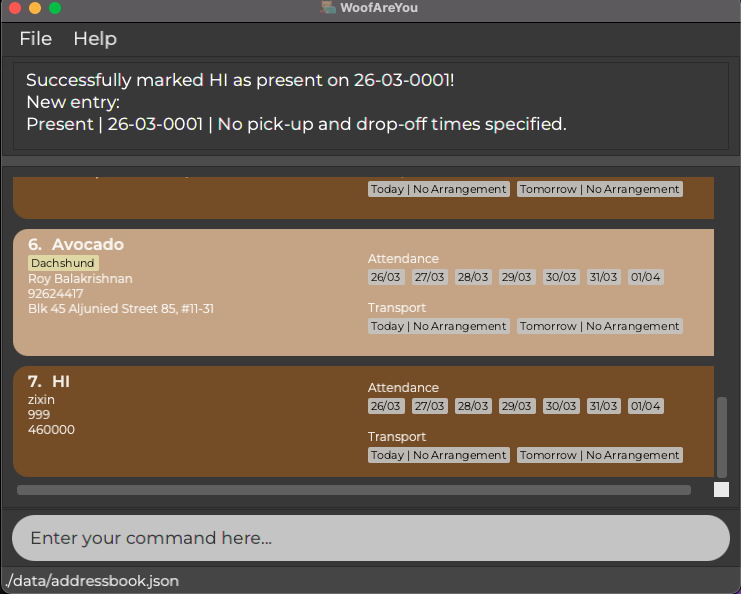 WoofAreYou
File Help
Successfully marked HI as present on 26-03-0001!
New entry:
Present | 26-03-0001 | No pick-up and drop-off times specified.
Today | No Arrangement Tomorrow | No Arrangement
6. Avocado
Dachshund
Roy Balakrishnan
92624417
Blk 45 Aljunied Street 85, #11-31
Attendance
26/03 27/03 28/03 29/03 30/03 31/03 01/04
Transport
Today | No Arrangement Tomorrow | No Arrangement
7. HI
zixin
999
460000
Attendance
26/03 27/03 28/03 29/03 30/03 31/03 01/04
Transport
Today | No Arrangement Tomorrow | No Arrangement
Enter your command here...
./data/addressbook.json